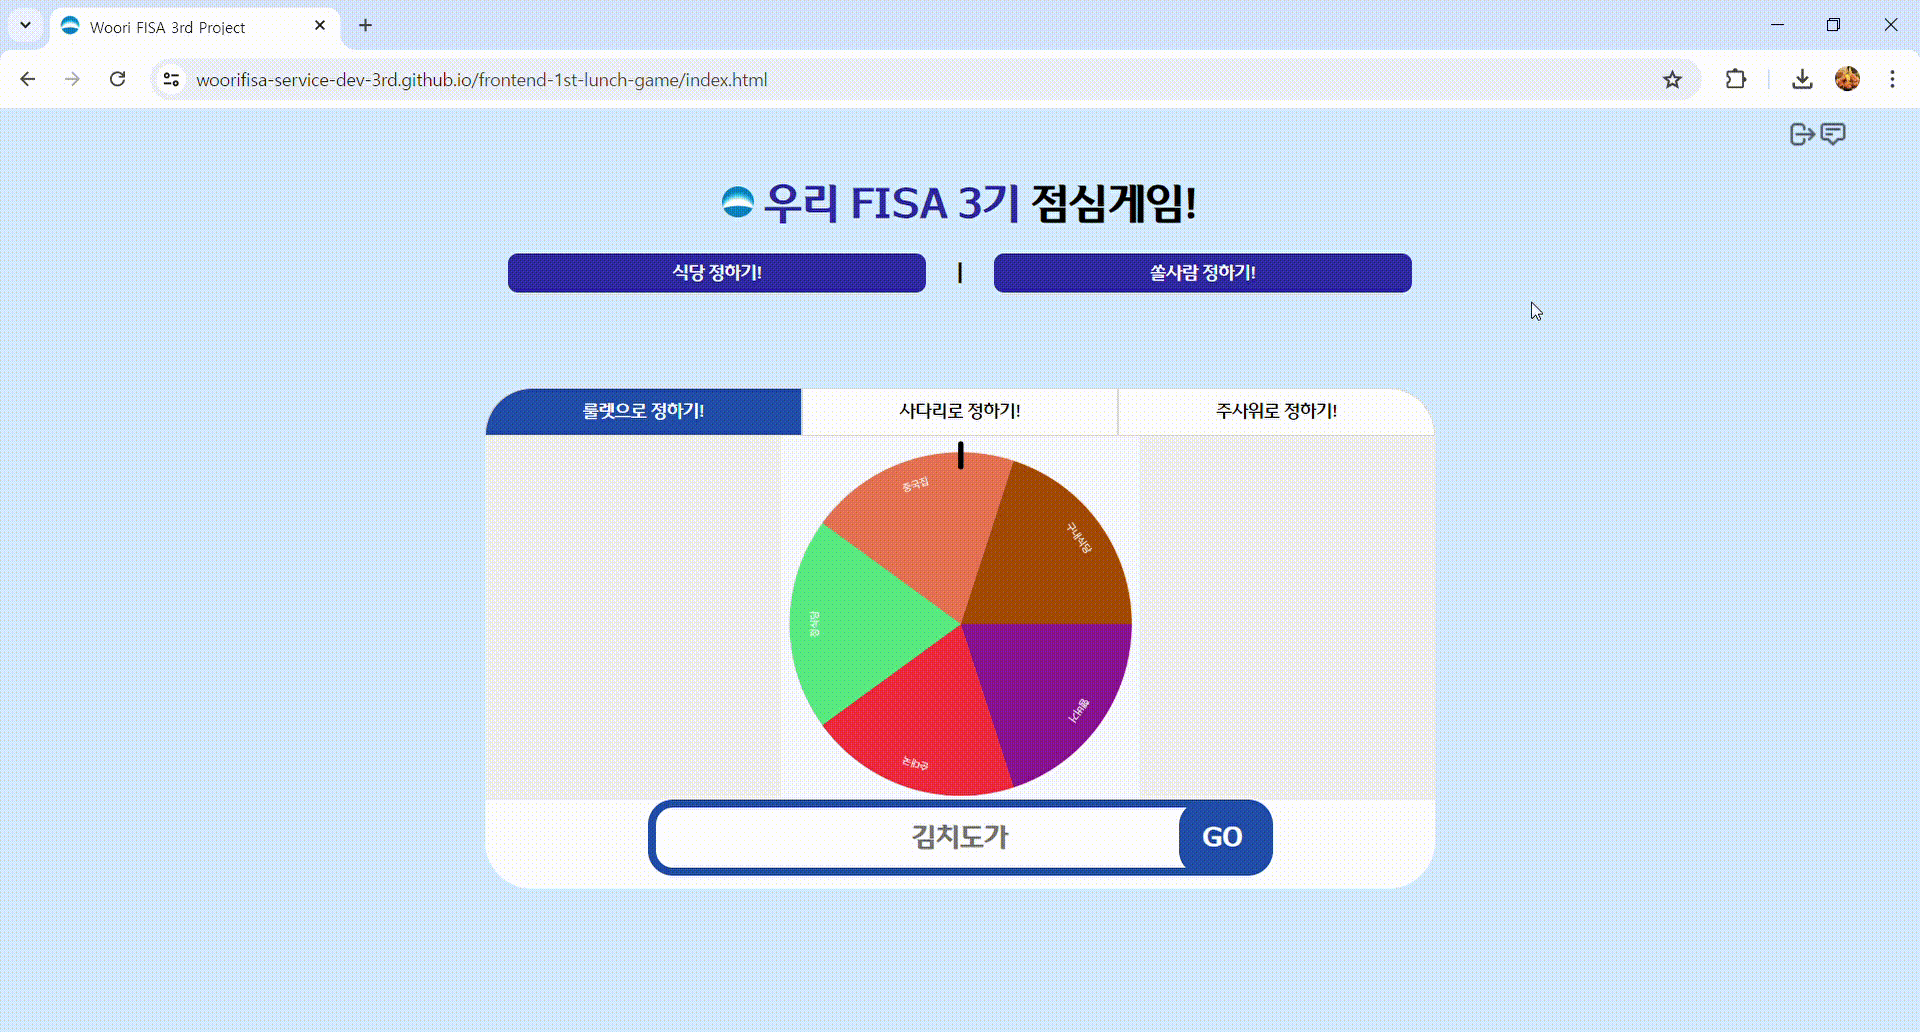 Woori FISA 3rd Project
woorifisa-service-dev-3rd.github.io/frontend-1st-lunch-game/index.html
우리 FISA 3기 점심게임!
식당 정하기! | 쏠사람 정하기!
룰렛으로 정하기! 사다리로 정하기! 주사위로 정하기!
중국집
구내식당
순대국
김치도가 GO